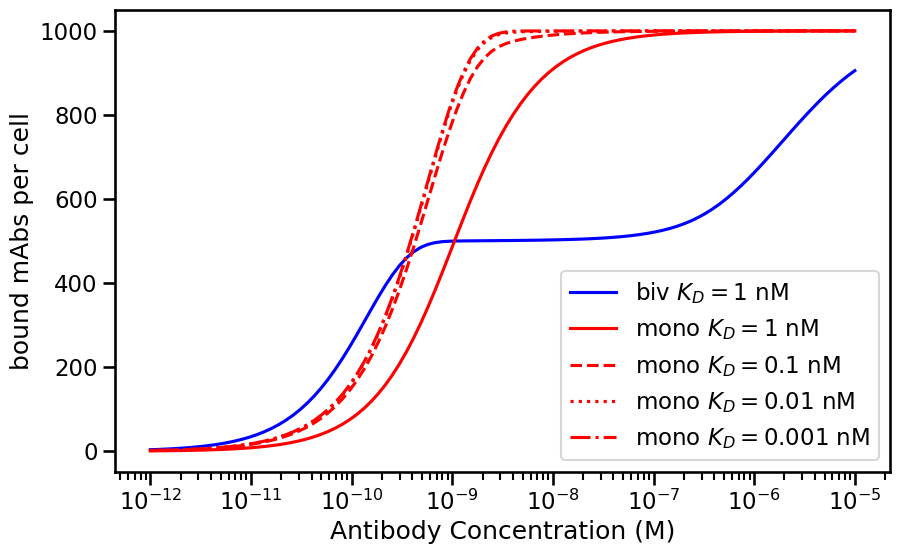 1000
800
600
400
200
0
bound mAbs per cell
biv K_D = 1 nM
mono K_D = 1 nM
mono K_D = 0.1 nM
mono K_D = 0.01 nM
mono K_D = 0.001 nM
10⁻¹² 10⁻¹¹ 10⁻¹⁰ 10⁻⁹ 10⁻⁸ 10⁻⁷ 10⁻⁶ 10⁻⁵
Antibody Concentration (M)